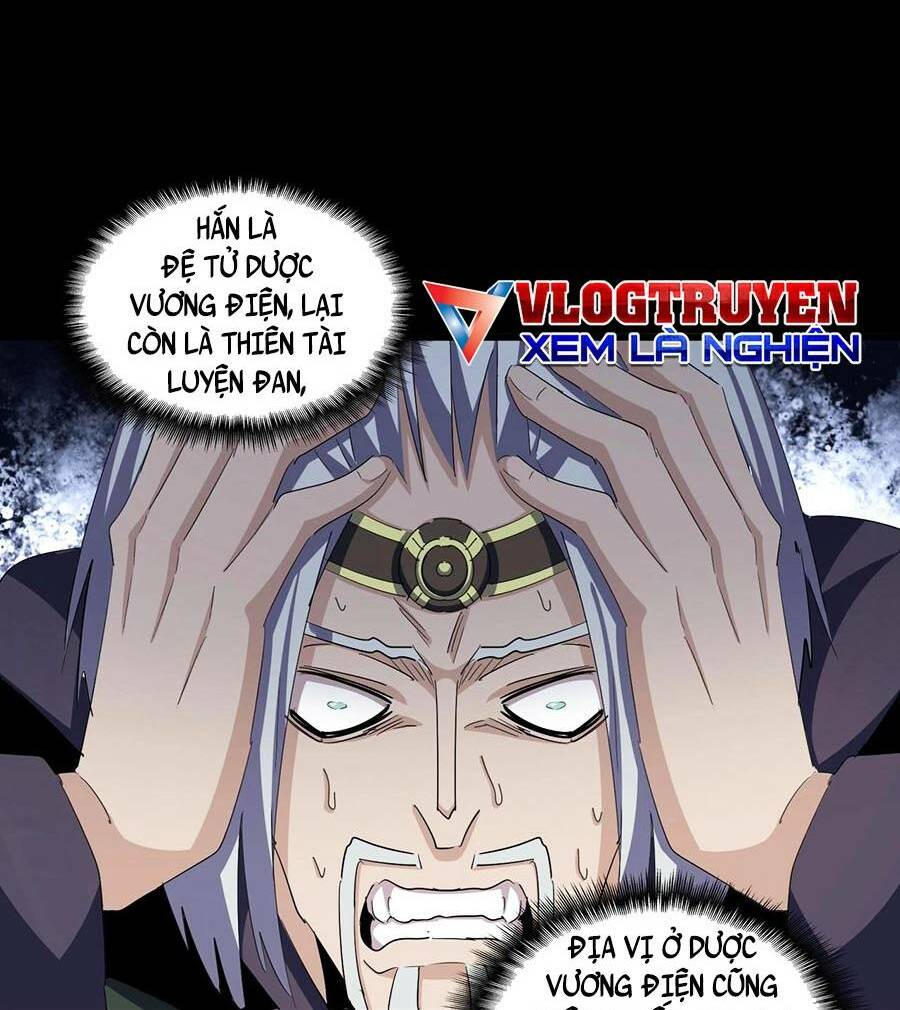 HẮN LÀ
ĐỆ TỬ DƯỢC
VƯƠNG ĐIỆN, LẠI
CÒN LÀ THIÊN TÀI
LUYỆN ĐAN,
VLOGTRUYEN
XEM LÀ NGHIỆN
ĐỊA VỊ Ở DƯỢC
VƯƠNG ĐIỆN CŨNG